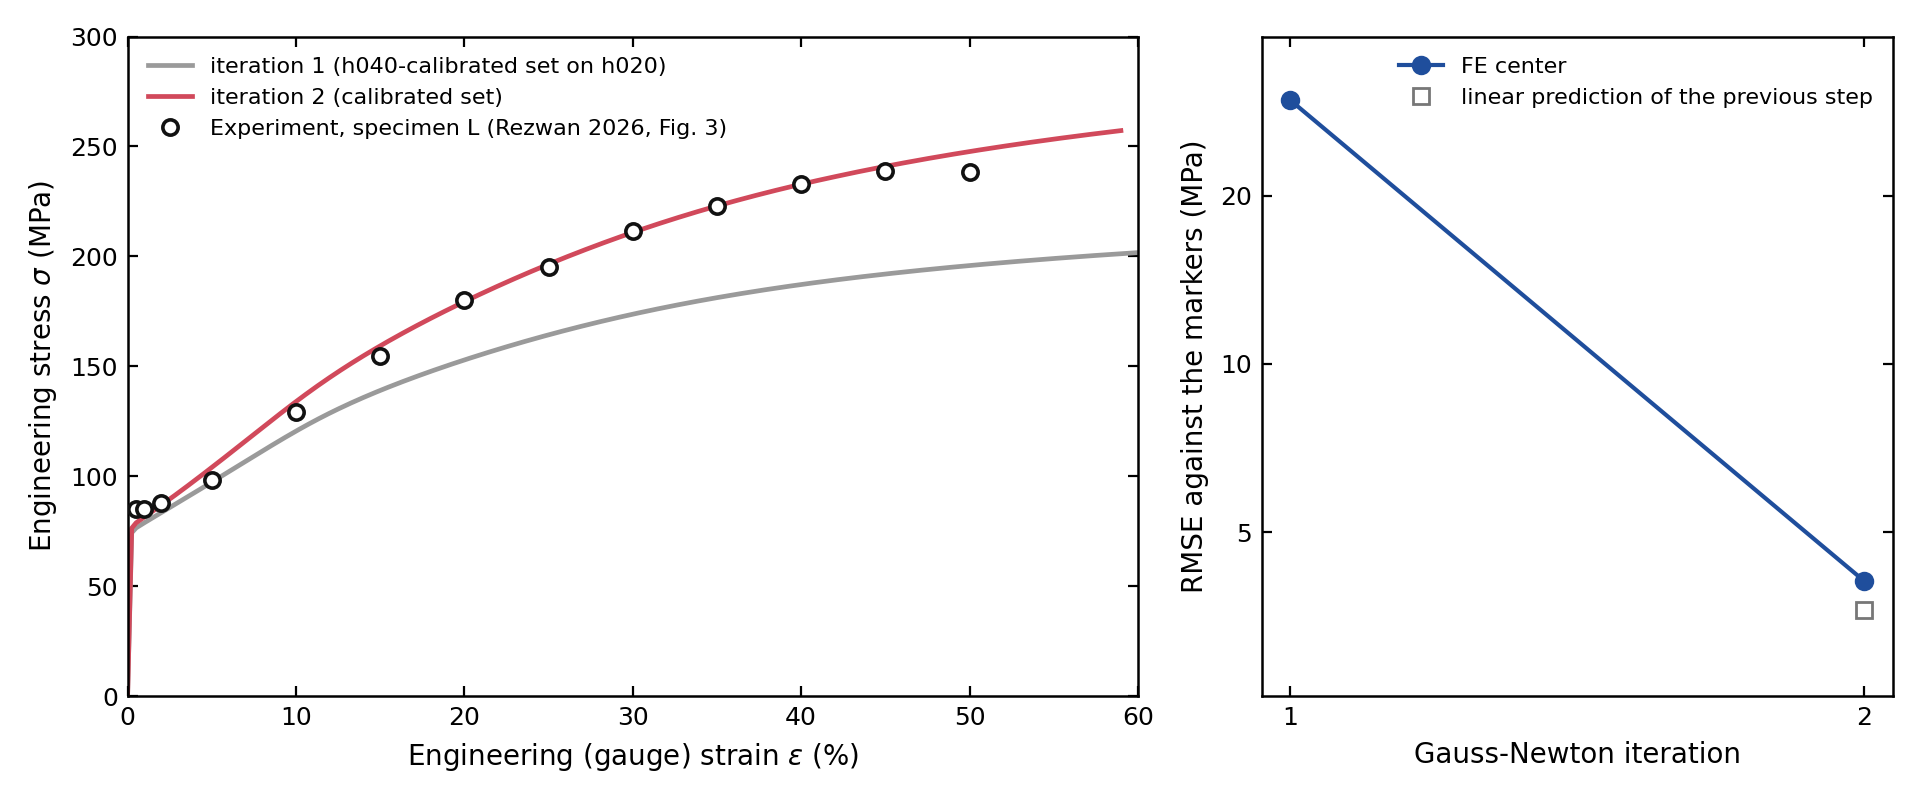 300
250
200
150
100
50
0
0
10
20
30
40
50
60
Engineering stress σ (MPa)
Engineering (gauge) strain ε (%)
iteration 1 (h040-calibrated set on h020)
iteration 2 (calibrated set)
Experiment, specimen L (Rezwan 2026, Fig. 3)
RMSE against the markers (MPa)
20
10
5
1
2
Gauss-Newton iteration
FE center
linear prediction of the previous step